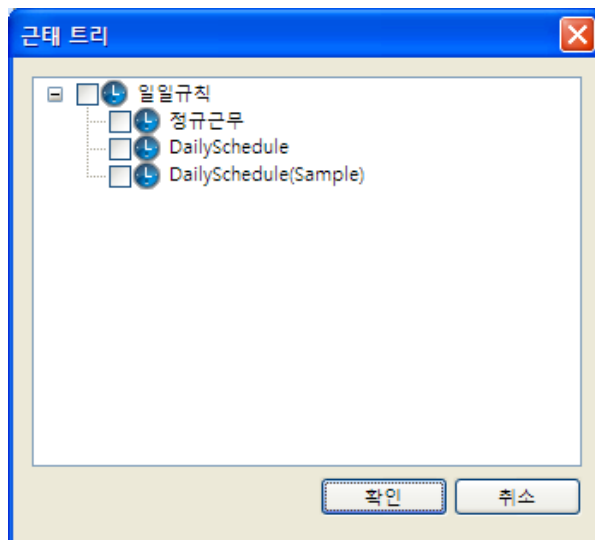 근태 트리
일일규칙
정규근무
DailySchedule
DailySchedule(Sample)
확인 취소